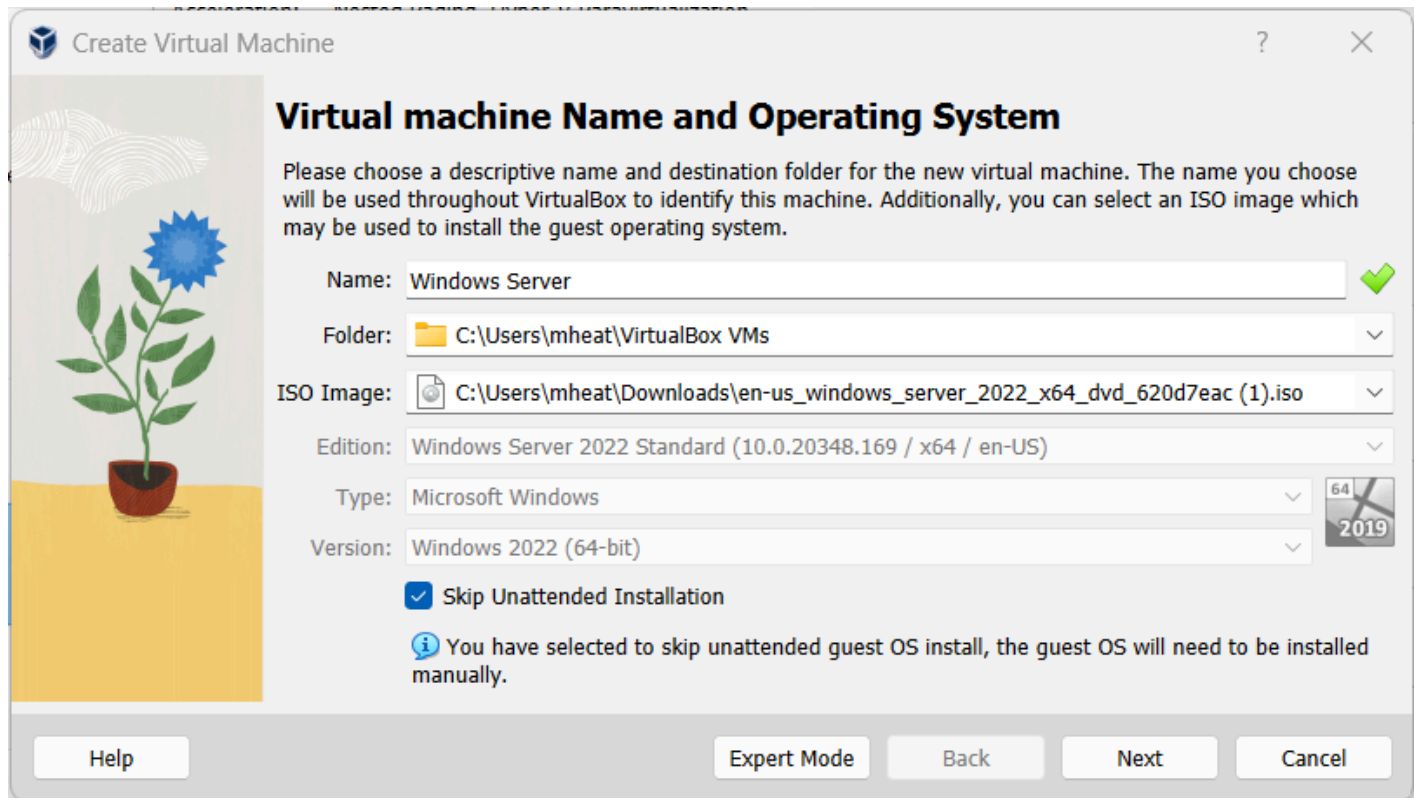 Acceleration: Nested Paging, Hyper-V Paravirtualization
Create Virtual Machine ?
Virtual machine Name and Operating System
Please choose a descriptive name and destination folder for the new virtual machine. The name you choose
will be used throughout VirtualBox to identify this machine. Additionally, you can select an ISO image which
may be used to install the guest operating system.
Name: Windows Server
Folder: C:\Users\mheat\VirtualBox VMs
ISO Image: C:\Users\mheat\Downloads\en-us_windows_server_2022_x64_dvd_620d7eac (1).iso
Edition: Windows Server 2022 Standard (10.0.20348.169 / x64 / en-US)
Type: Microsoft Windows
64
2019
Version: Windows 2022 (64-bit)
Skip Unattended Installation
You have selected to skip unattended guest OS install, the guest OS will need to be installed
manually.
Help Expert Mode Back Next Cancel